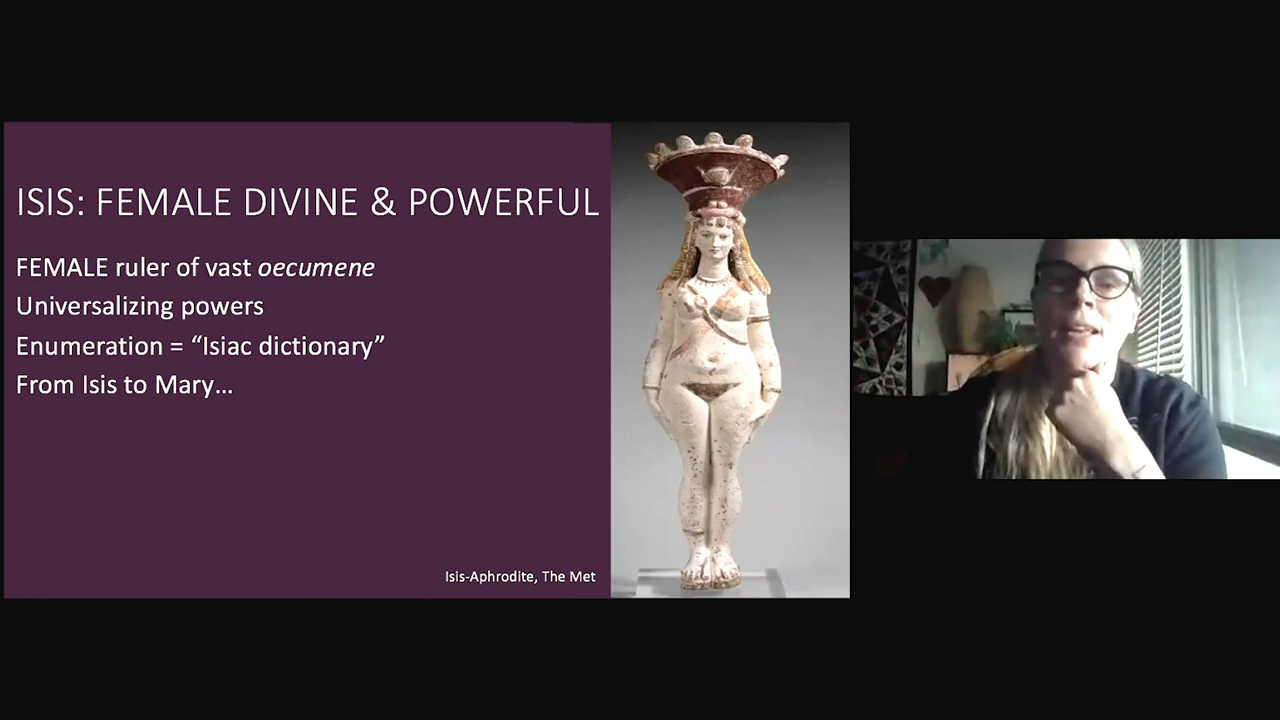 ISIS: FEMALE DIVINE & POWERFUL
FEMALE ruler of vast oecumene
Universalizing powers
Enumeration = “Isiac dictionary”
From Isis to Mary…
Isis-Aphrodite, The Met